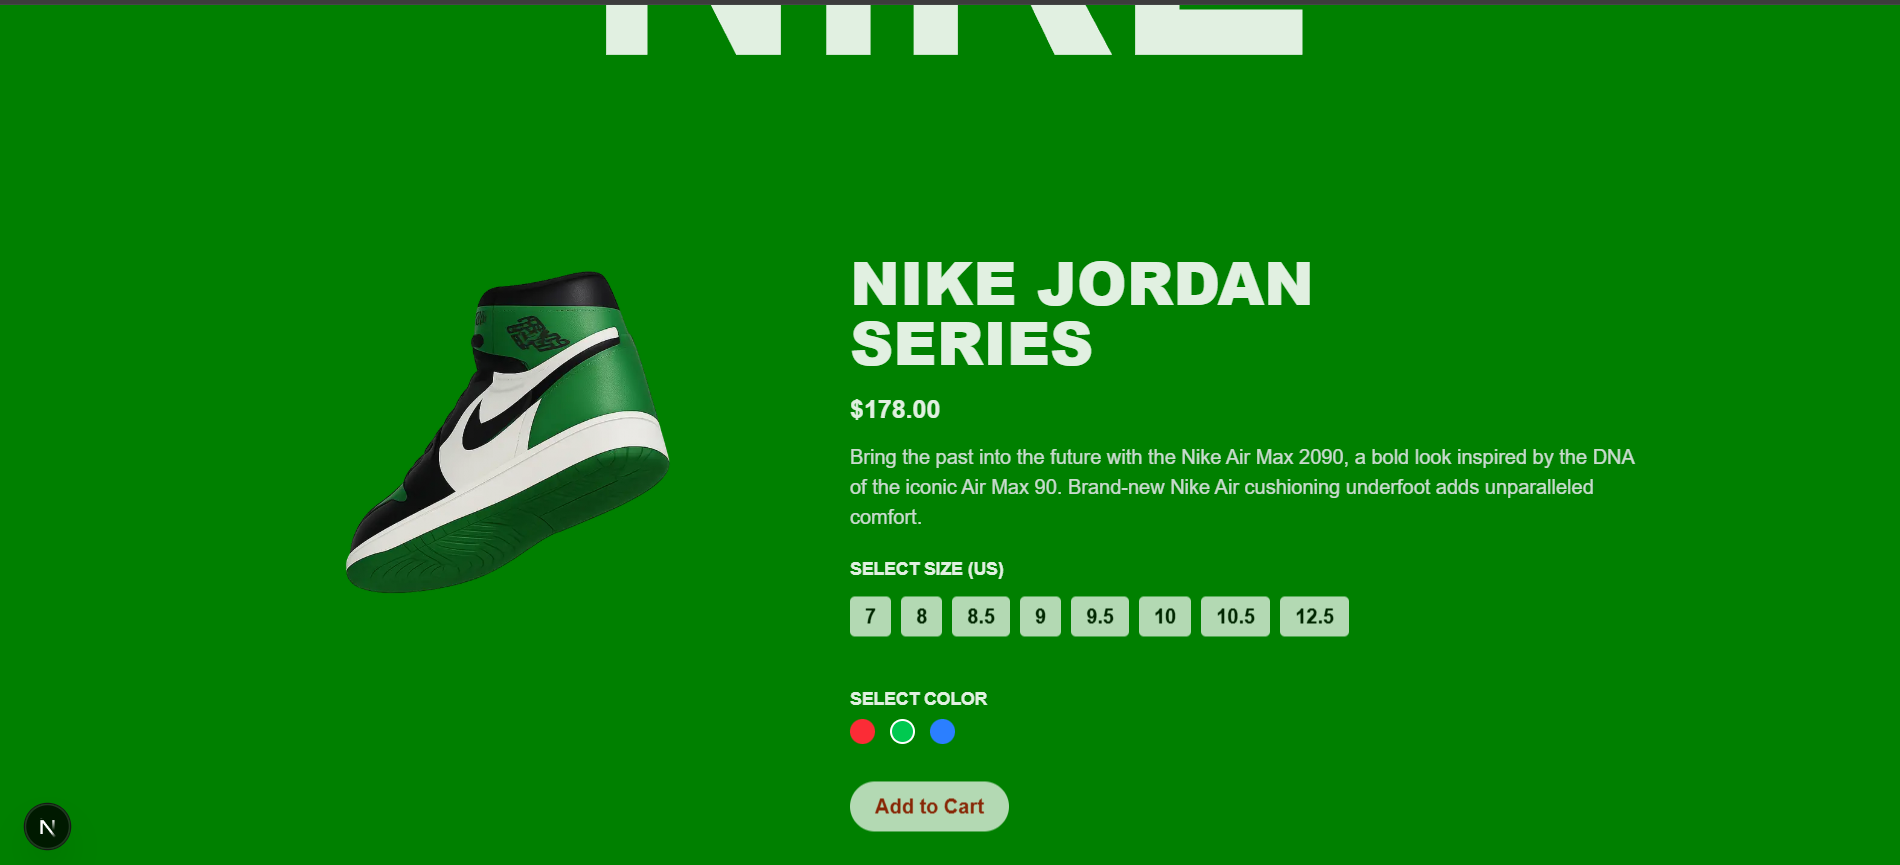 NIKE
NIKE JORDAN
SERIES
$178.00
Bring the past into the future with the Nike Air Max 2090, a bold look inspired by the DNA
of the iconic Air Max 90. Brand-new Nike Air cushioning underfoot adds unparalleled
comfort.
SELECT SIZE (US)
7 8 8.5 9 9.5 10 10.5 12.5
SELECT COLOR
Add to Cart
N